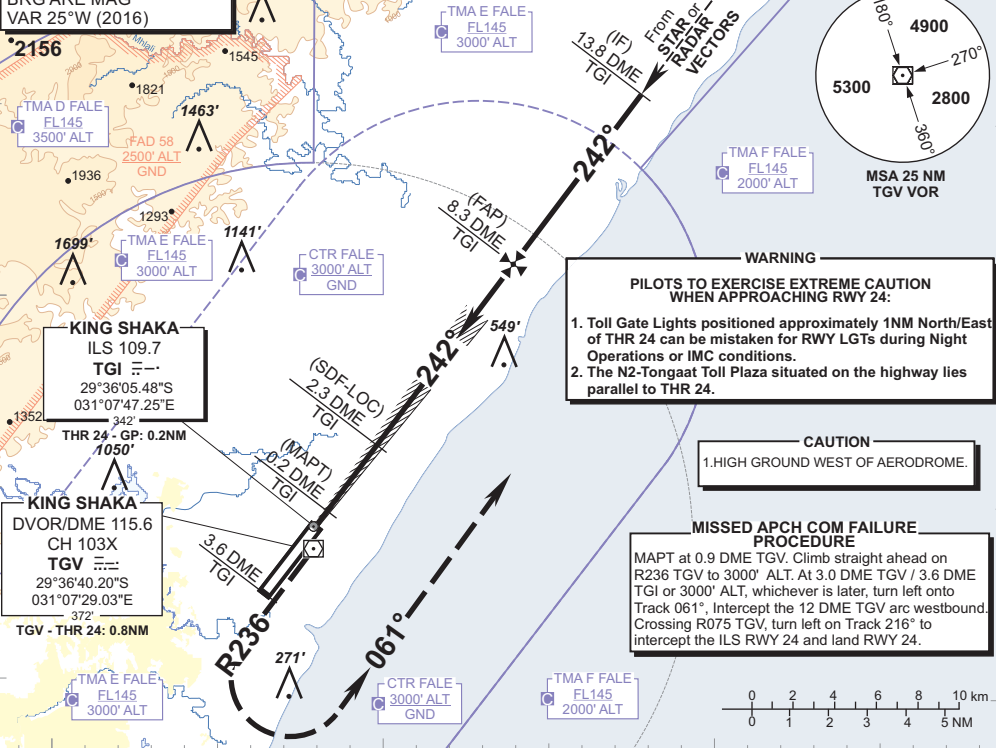 BRG ARE MAG
VAR 25°W (2016)
2156
Mhlali
1545
1821
1463'
TMA D FALE
FL145
3500' ALT
C
FAD 58
2500' ALT
GND
1936
1500
1293
1699'
1141'
TMA E FALE
FL145
3000' ALT
C
TMA E FALE
FL145
3000' ALT
C
CTR FALE
3000' ALT
GND
C
From
STAR or
RADAR
VECTORS
(IF)
13.8 DME
TGI
242°
(FAP)
8.3 DME
TGI
TMA F FALE
FL145
2000' ALT
C
180°
4900
270°
5300
2800
360°
MSA 25 NM
TGV VOR
WARNING
PILOTS TO EXERCISE EXTREME CAUTION
WHEN APPROACHING RWY 24:
1. Toll Gate Lights positioned approximately 1NM North/East
of THR 24 can be mistaken for RWY LGTs during Night
Operations or IMC conditions.
2. The N2-Tongaat Toll Plaza situated on the highway lies
parallel to THR 24.
549'
242°
(SDF-LOC)
2.3 DME
TGI
KING SHAKA
ILS 109.7
TGI
29°36'05.48"S
031°07'47.25"E
342'
THR 24 - GP: 0.2NM
1352
1050'
(MAPT)
0.2 DME
TGI
CAUTION
1.HIGH GROUND WEST OF AERODROME.
KING SHAKA
DVOR/DME 115.6
CH 103X
TGV
29°36'40.20"S
031°07'29.03"E
372'
TGV - THR 24: 0.8NM
3.6 DME
TGI
MISSED APCH COM FAILURE
PROCEDURE
MAPT at 0.9 DME TGV. Climb straight ahead on
R236 TGV to 3000' ALT. At 3.0 DME TGV / 3.6 DME
TGI or 3000' ALT, whichever is later, turn left onto
Track 061°, Intercept the 12 DME TGV arc westbound.
Crossing R075 TGV, turn left on Track 216° to
intercept the ILS RWY 24 and land RWY 24.
R236
061°
271'
TMA E FALE
FL145
3000' ALT
C
CTR FALE
3000' ALT
GND
C
TMA F FALE
FL145
2000' ALT
C
0 2 4 6 8 10 km
0 1 2 3 4 5 NM